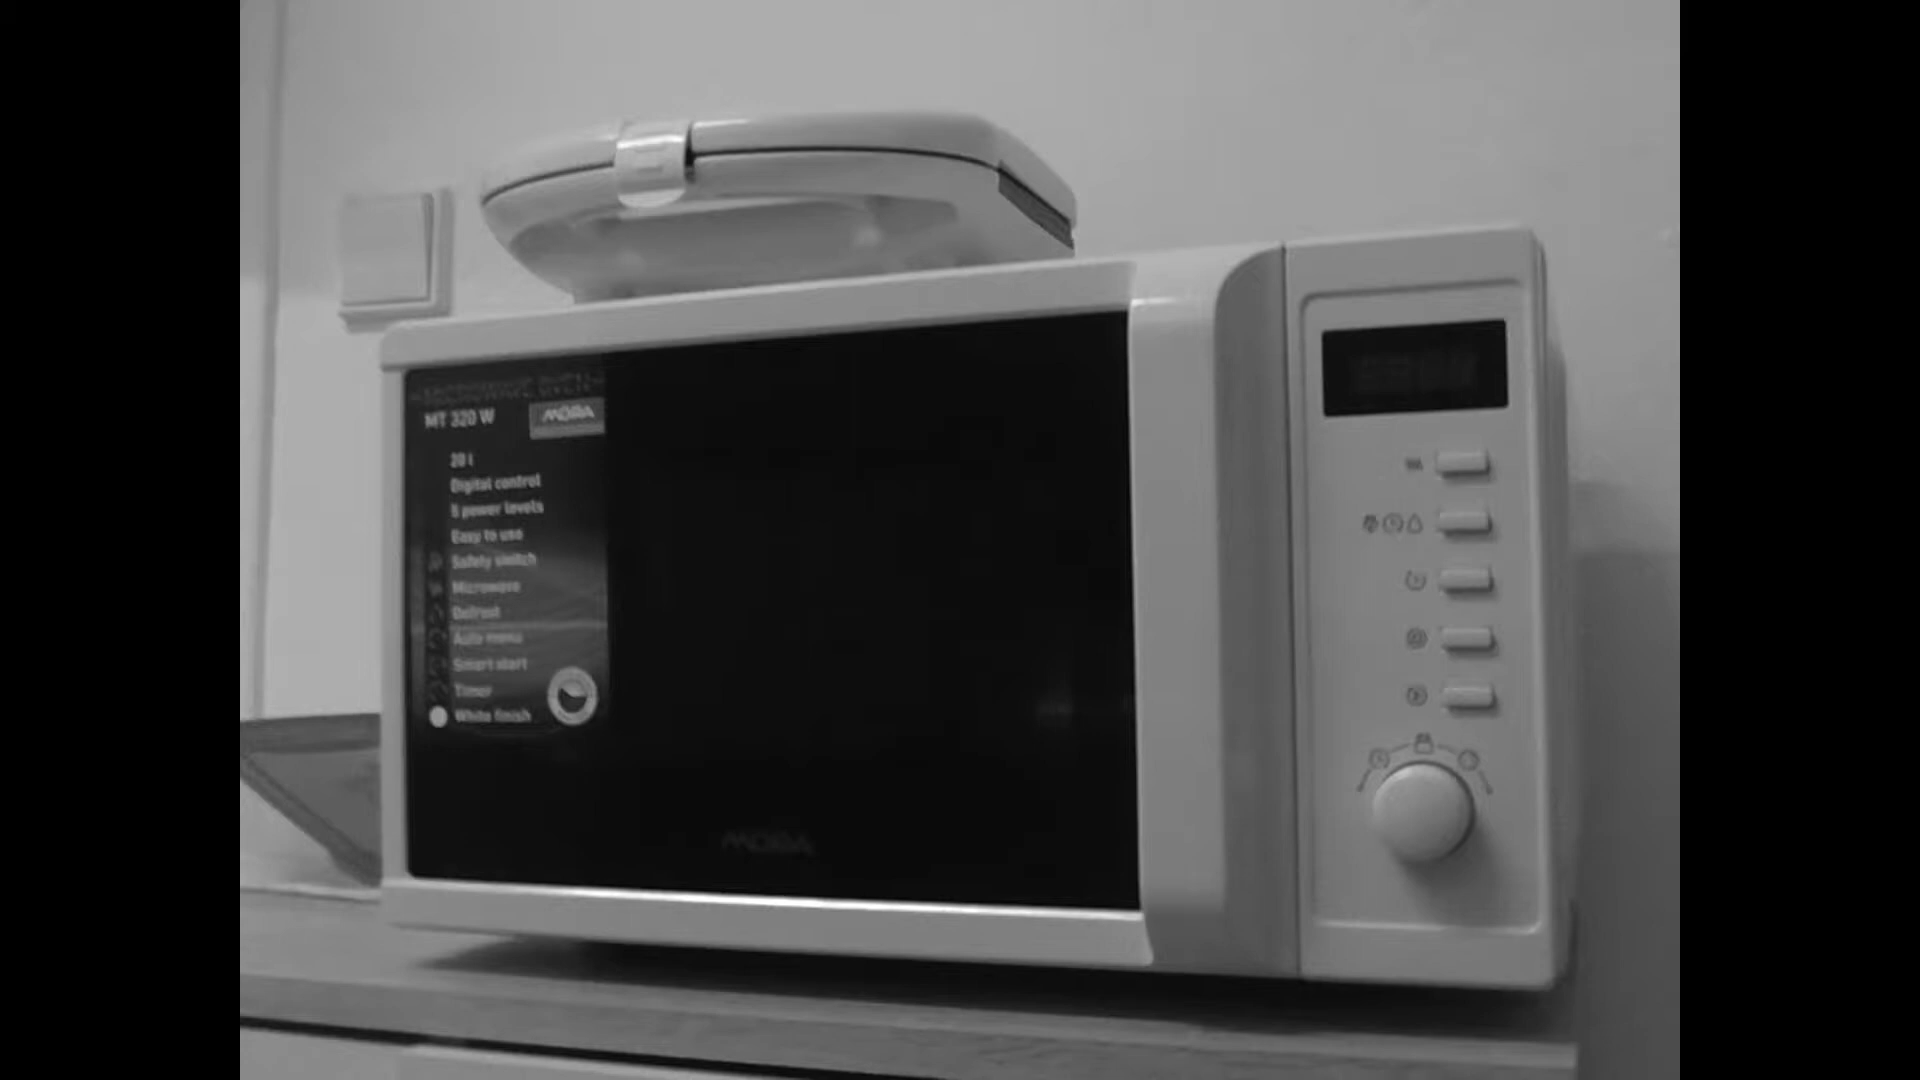 MT 320 W
MORA
20 l
Digital control
5 power levels
Easy to use
Safety switch
Microwave
Defrost
Auto menu
Smart start
Timer
White finish
MORA